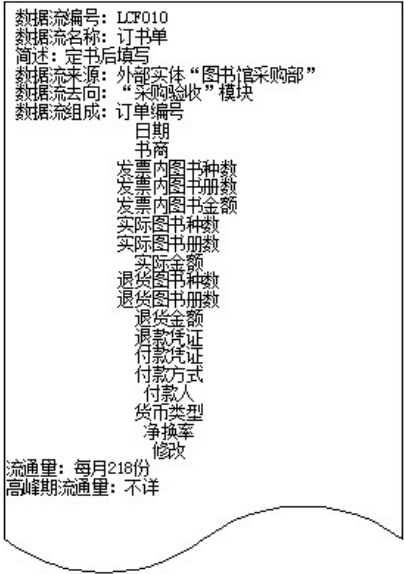 数据流编号：LCF010
数据流名称：订书单
简述：定书后填写
数据流来源：外部实体“图书馆采购部”
数据流去向：“采购验收”模块
数据流组成：订单编号
日期
书商
发票内图书种数
发票内图书册数
发票内图书金额
实际图书种数
实际图书册数
实际金额
退货图书种数
退货图书册数
退货金额
退款凭证
付款凭证
付款方式
付款人
货币类型
净换率
修改
流通量：每月218份
高峰期流通量：不详